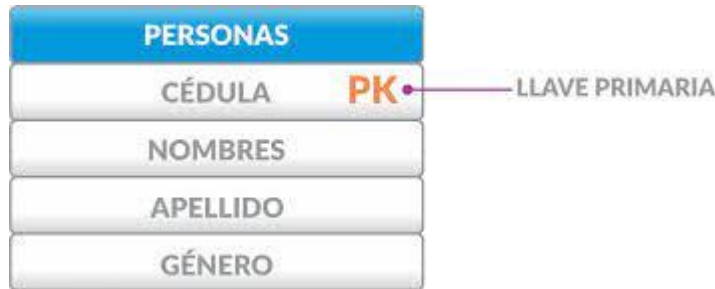 PERSONAS
CÉDULA PK LLAVE PRIMARIA
NOMBRES
APELLIDO
GÉNERO